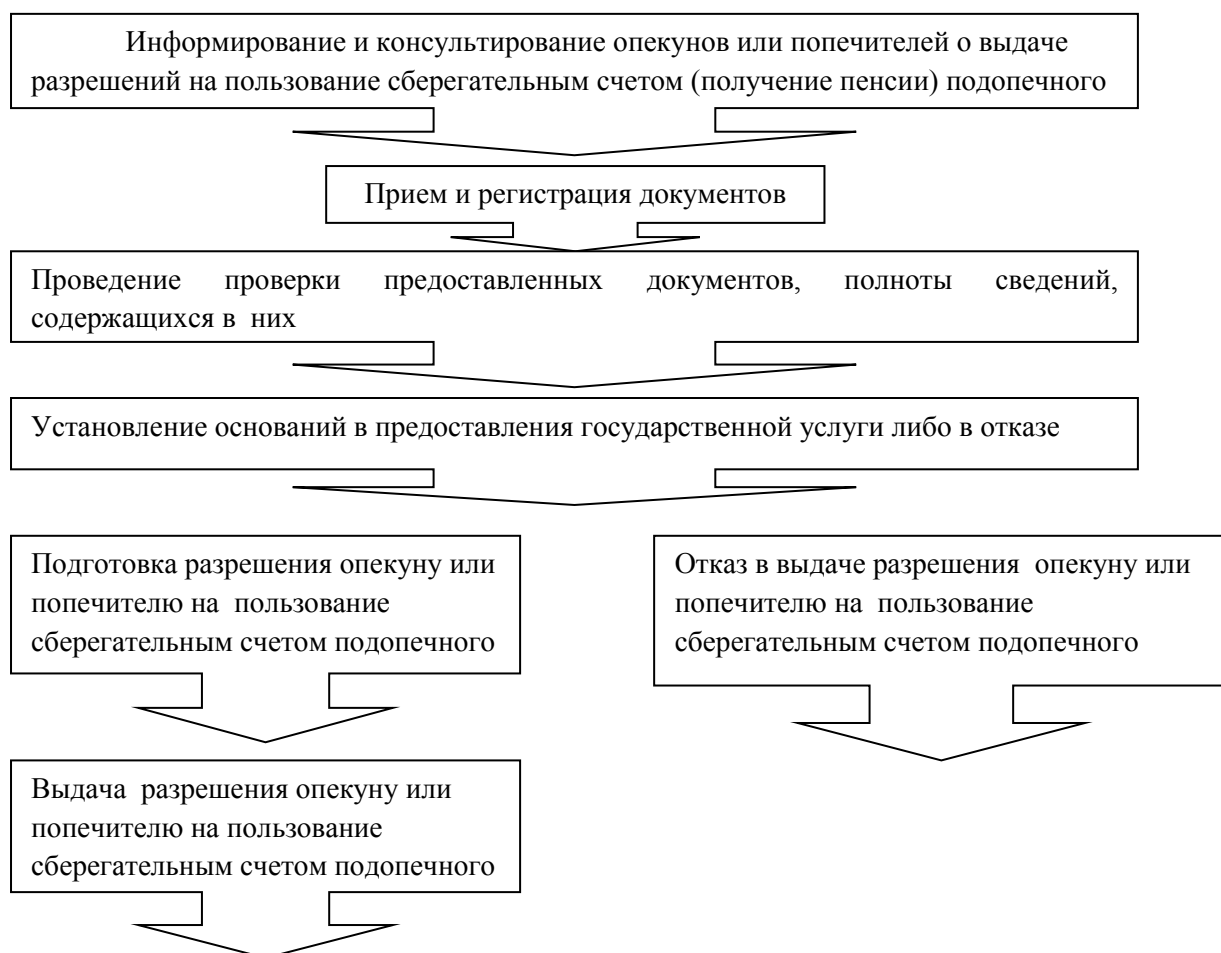 Информирование и консультирование опекунов или попечителей о выдаче
разрешений на пользование сберегательным счетом (получение пенсии) подопечного
Прием и регистрация документов
Проведение проверки предоставленных документов, полноты сведений,
содержащихся в них
Установление оснований в предоставления государственной услуги либо в отказе
Подготовка разрешения опекуну или
попечителю на пользование
сберегательным счетом подопечного
Отказ в выдаче разрешения опекуну или
попечителю на пользование
сберегательным счетом подопечного
Выдача разрешения опекуну или
попечителю на пользование
сберегательным счетом подопечного